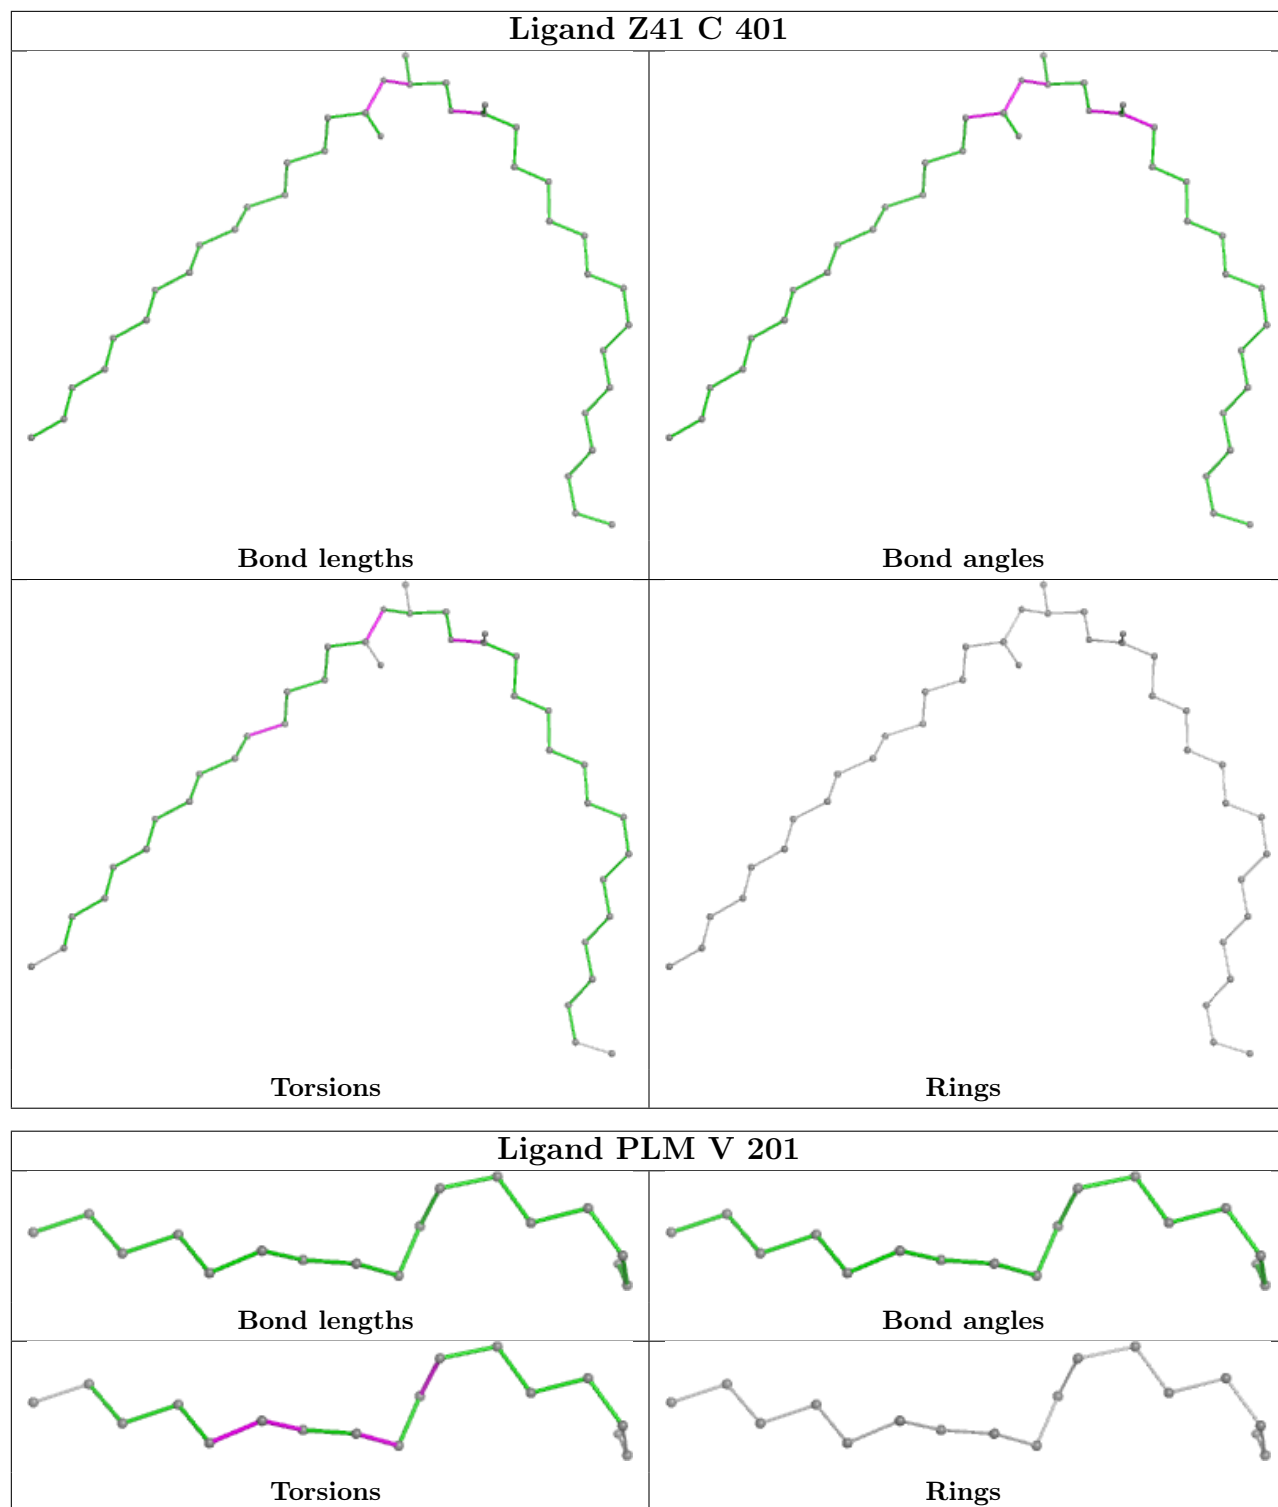 Ligand Z41 C 401
Bond lengths
Bond angles
Torsions
Rings
Ligand PLM V 201
Bond lengths
Bond angles
Torsions
Rings